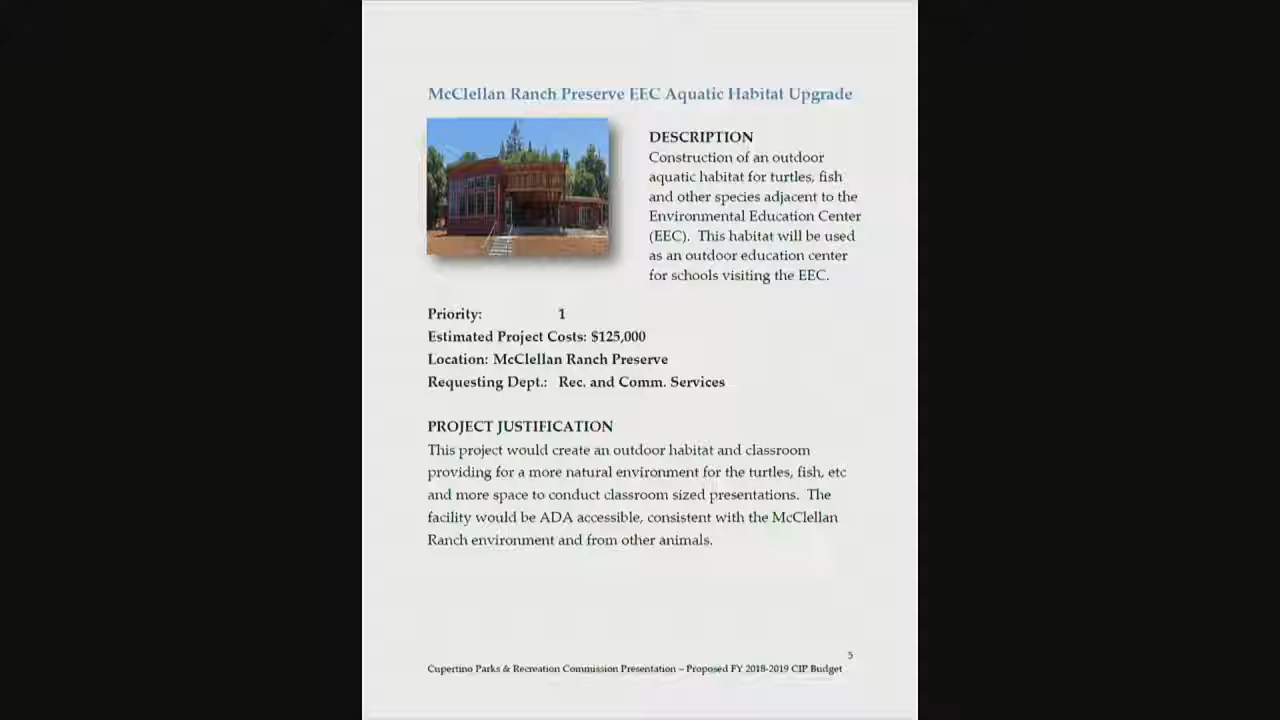 McClellan Ranch Preserve EEC Aquatic Habitat Upgrade
DESCRIPTION
Construction of an outdoor
aquatic habitat for turtles, fish
and other species adjacent to the
Environmental Education Center
(EEC).  This habitat will be used
as an outdoor education center
for schools visiting the EEC.
Priority: 1
Estimated Project Costs: $125,000
Location: McClellan Ranch Preserve
Requesting Dept.: Rec. and Comm. Services
PROJECT JUSTIFICATION
This project would create an outdoor habitat and classroom
providing for a more natural environment for the turtles, fish, etc
and more space to conduct classroom sized presentations.  The
facility would be ADA accessible, consistent with the McClellan
Ranch environment and from other animals.
5
Cupertino Parks & Recreation Commission Presentation – Proposed FY 2018-2019 CIP Budget